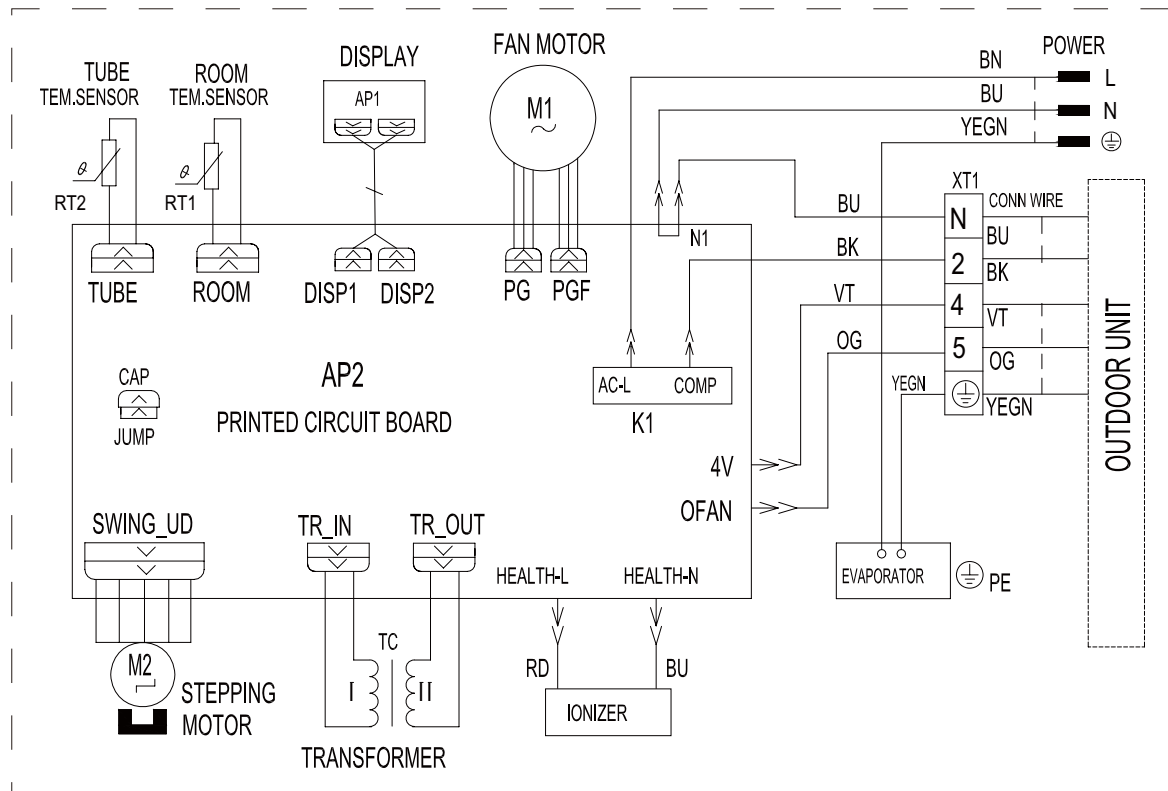 TUBE
TEM.SENSOR
ROOM
TEM.SENSOR
DISPLAY
AP1
FAN MOTOR
M1
POWER
BN
L
BU
N
YEGN
θ
RT2
θ
RT1
XT1
N1
BU
N
CONN WIRE
BU
BK
2
BK
VT
4
VT
OG
5
OG
YEGN
YEGN
OUTDOOR UNIT
TUBE
ROOM
DISP1
DISP2
PG
PGF
CAP
JUMP
AP2
PRINTED CIRCUIT BOARD
AC-L
COMP
K1
4V
OFAN
SWING_UD
TR_IN
TR_OUT
HEALTH-L
HEALTH-N
EVAPORATOR
PE
M2
STEPPING
MOTOR
TC
I
II
TRANSFORMER
RD
BU
IONIZER